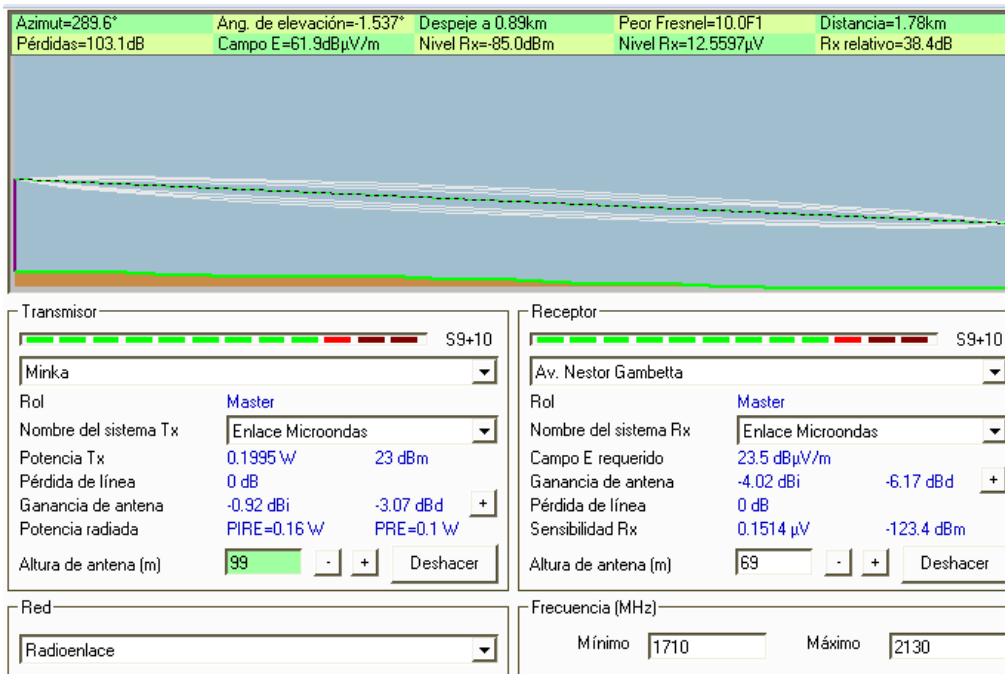 Azimut=289.6° Ang. de elevación=-1.537° Despeje a 0.89km Peor Fresnel=10.0F1 Distancia=1.78km
Pérdidas=103.1dB Campo E=61.9dBµV/m Nivel Rx=-85.0dBm Nivel Rx=12.5597µV Rx relativo=38.4dB
Transmisor
S9+10
Minka
Rol Master
Nombre del sistema Tx Enlace Microondas
Potencia Tx 0.1995 W 23 dBm
Pérdida de línea 0 dB
Ganancia de antena -0.92 dBi -3.07 dBd +
Potencia radiada PIRE=0.16 W PRE=0.1 W
Altura de antena (m) 99 - + Deshacer
Red
Radioenlace
Receptor
S9+10
Av. Nestor Gambetta
Rol Master
Nombre del sistema Rx Enlace Microondas
Campo E requerido 23.5 dBµV/m
Ganancia de antena -4.02 dBi -6.17 dBd +
Pérdida de línea 0 dB
Sensibilidad Rx 0.1514 µV -123.4 dBm
Altura de antena (m) 69 - + Deshacer
Frecuencia (MHz)
Mínimo 1710 Máximo 2130